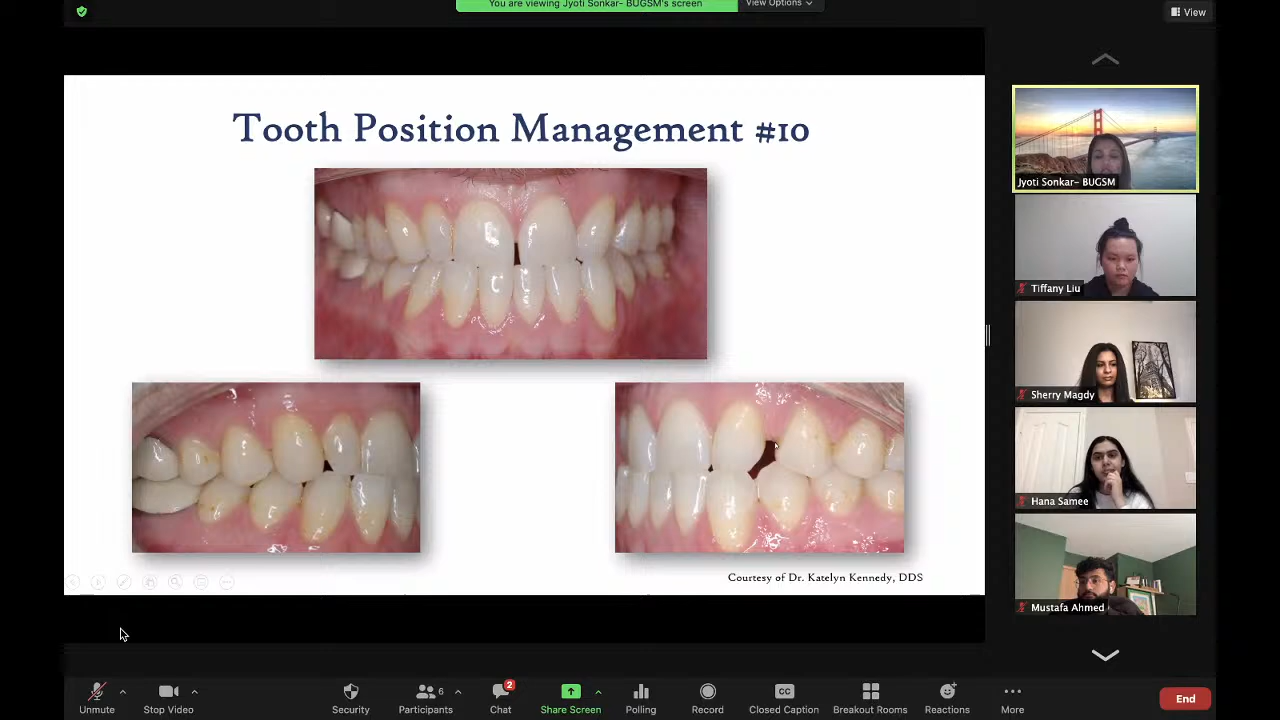 You are viewing Jyoti Sonkar- BUGSM's screen
View Options
View
Tooth Position Management #10
Courtesy of Dr. Katelyn Kennedy, DDS
Jyoti Sonkar- BUGSM
Tiffany Liu
Sherry Magdy
Hana Samee
Mustafa Ahmed
Unmute
Stop Video
Security
6
Participants
2
Chat
Share Screen
Polling
Record
CC
Closed Caption
Breakout Rooms
Reactions
More
End